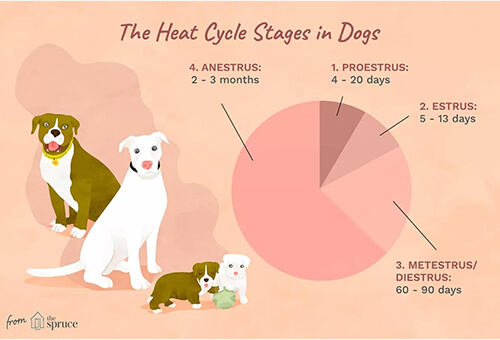 The Heat Cycle Stages in Dogs
4. ANESTRUS:
2 - 3 months
1. PROESTRUS:
4 - 20 days
2. ESTRUS:
5 - 13 days
3. METESTRUS/
DIESTRUS:
60 - 90 days
from the spruce